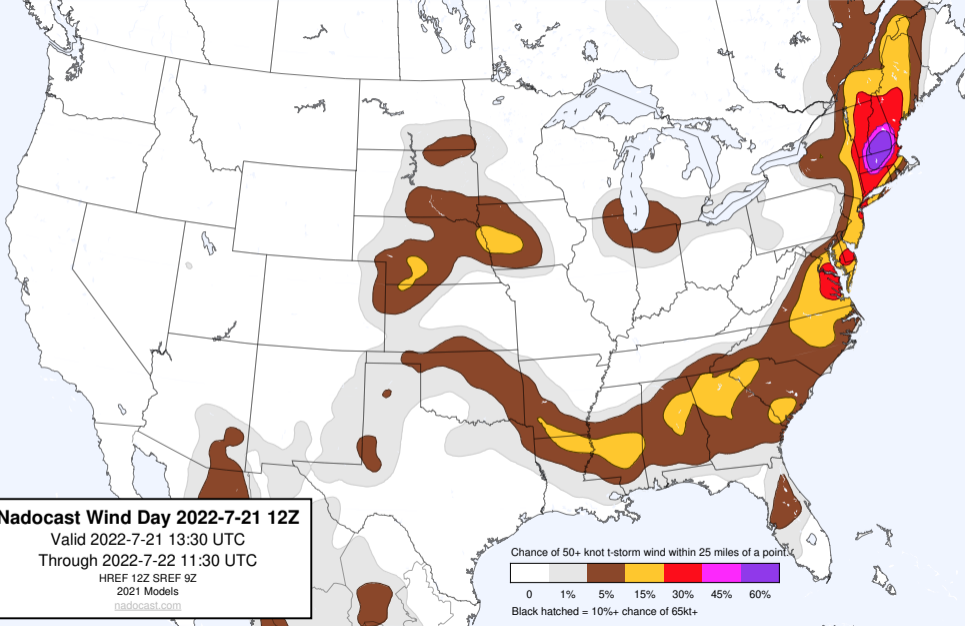 Nadocast Wind Day 2022-7-21 12Z
Valid 2022-7-21 13:30 UTC
Through 2022-7-22 11:30 UTC
HREF 12Z SREF 9Z
2021 Models
nadocast.com
Chance of 50+ knot t-storm wind within 25 miles of a point.
0 1% 5% 15% 30% 45% 60%
Black hatched = 10%+ chance of 65kt+